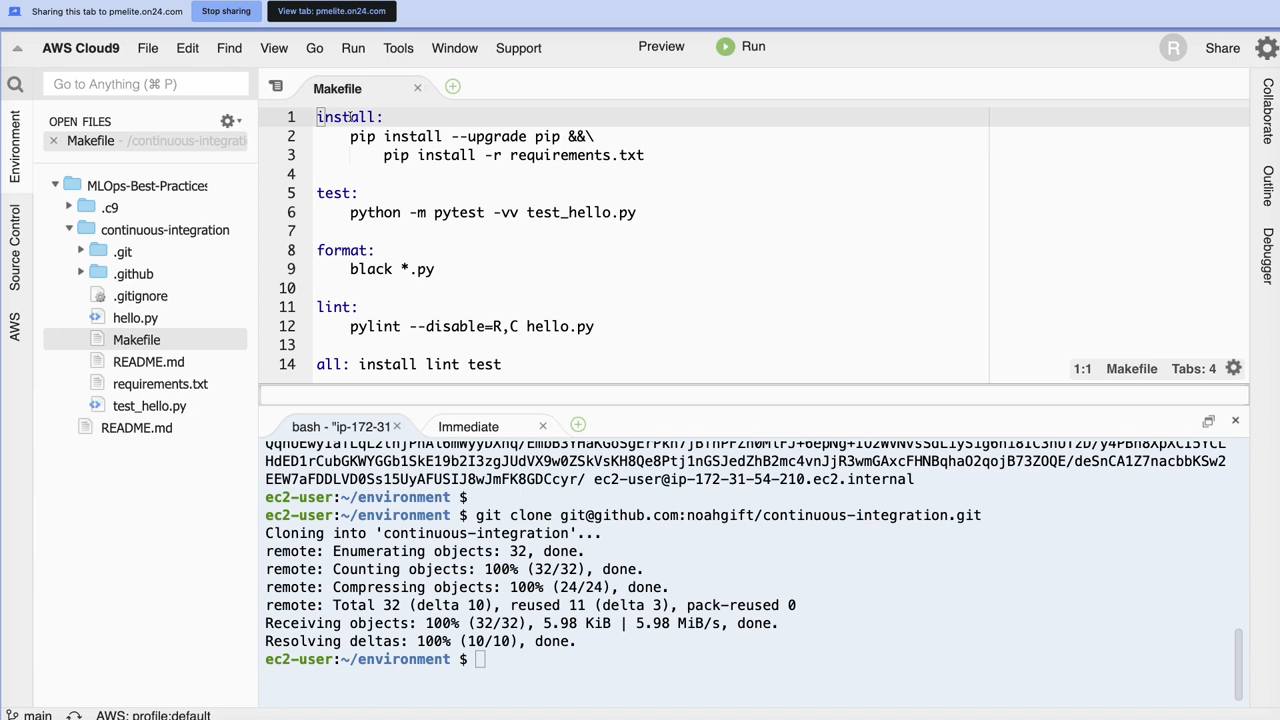 Sharing this tab to pmelite.on24.com
Stop sharing
View tab: pmelite.on24.com
AWS Cloud9 File Edit Find View Go Run Tools Window Support Preview Run R Share
Go to Anything (⌘ P)
Makefile
OPEN FILES
Makefile - /continuous-integrati
MLOps-Best-Practices
.c9
continuous-integration
.git
.github
.gitignore
hello.py
Makefile
README.md
requirements.txt
test_hello.py
README.md
Environment
Source Control
AWS
1 install:
2 pip install --upgrade pip &&\
3 pip install -r requirements.txt
4
5 test:
6 python -m pytest -vv test_hello.py
7
8 format:
9 black *.py
10
11 lint:
12 pylint --disable=R,C hello.py
13
14 all: install lint test
1:1 Makefile Tabs: 4
Collaborate
Outline
Debugger
bash - "ip-172-31
Immediate
HdED1rCubGKWYGGb1SkE19b2I3zgJUdVX9w0ZSkVsKH8Qe8Ptj1nGSJedZhB2mc4vnJjR3wmGAxcFHNBqhaO2qojB73ZOQE/deSnCA1Z7nacbbKSw2
EEW7aFDDLVD0Ss15UyAFUSIJ8wJmFK8GDCcyr/ ec2-user@ip-172-31-54-210.ec2.internal
ec2-user:~/environment $
ec2-user:~/environment $ git clone git@github.com:noahgift/continuous-integration.git
Cloning into 'continuous-integration'...
remote: Enumerating objects: 32, done.
remote: Counting objects: 100% (32/32), done.
remote: Compressing objects: 100% (24/24), done.
remote: Total 32 (delta 10), reused 11 (delta 3), pack-reused 0
Receiving objects: 100% (32/32), 5.98 KiB | 5.98 MiB/s, done.
Resolving deltas: 100% (10/10), done.
ec2-user:~/environment $
main AWS: profile:default